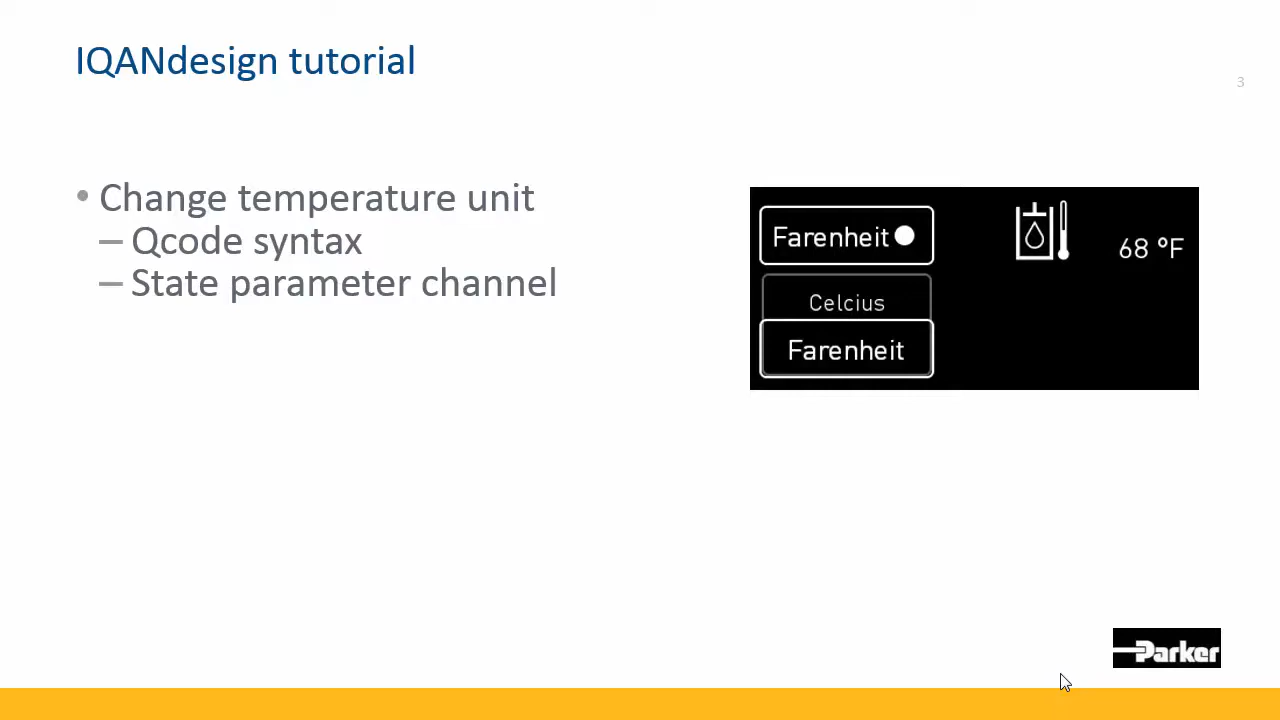 IQANdesign tutorial
3
• Change temperature unit
– Qcode syntax
– State parameter channel
Farenheit
68 °F
Celcius
Farenheit
Parker